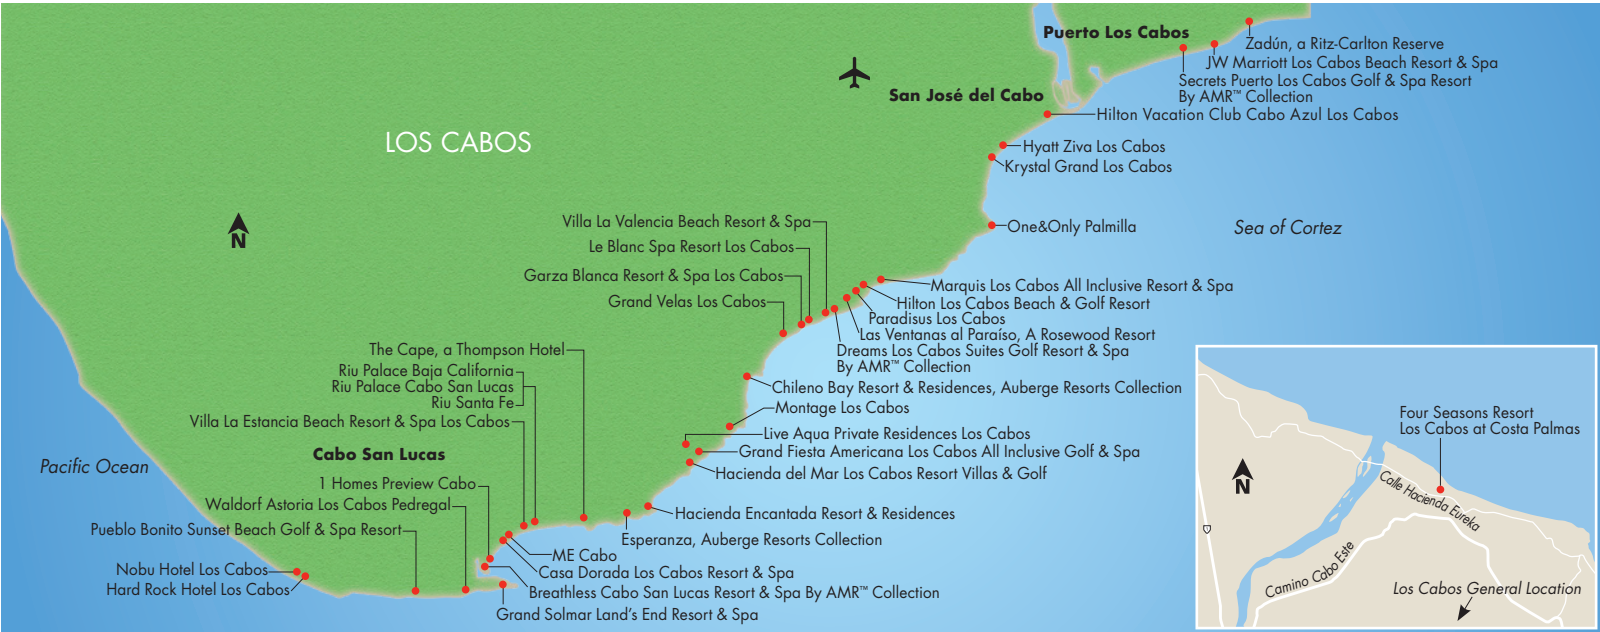 Puerto Los Cabos
Zadún, a Ritz-Carlton Reserve
JW Marriott Los Cabos Beach Resort & Spa
Secrets Puerto Los Cabos Golf & Spa Resort
By AMR™ Collection
San José del Cabo
Hilton Vacation Club Cabo Azul Los Cabos
LOS CABOS
Hyatt Ziva Los Cabos
Krystal Grand Los Cabos
N
Villa La Valencia Beach Resort & Spa
One&Only Palmilla
Sea of Cortez
Le Blanc Spa Resort Los Cabos
Garza Blanca Resort & Spa Los Cabos
Grand Velas Los Cabos
Marquis Los Cabos All Inclusive Resort & Spa
Hilton Los Cabos Beach & Golf Resort
Paradisus Los Cabos
Las Ventanas al Paraíso, A Rosewood Resort
Dreams Los Cabos Suites Golf Resort & Spa
By AMR™ Collection
The Cape, a Thompson Hotel
Riu Palace Baja California
Riu Palace Cabo San Lucas
Riu Santa Fe
Villa La Estancia Beach Resort & Spa Los Cabos
Chileno Bay Resort & Residences, Auberge Resorts Collection
Montage Los Cabos
Live Aqua Private Residences Los Cabos
Grand Fiesta Americana Los Cabos All Inclusive Golf & Spa
Hacienda del Mar Los Cabos Resort Villas & Golf
Cabo San Lucas
Pacific Ocean
1 Homes Preview Cabo
Waldorf Astoria Los Cabos Pedregal
Pueblo Bonito Sunset Beach Golf & Spa Resort
Hacienda Encantada Resort & Residences
Esperanza, Auberge Resorts Collection
ME Cabo
Nobu Hotel Los Cabos
Casa Dorada Los Cabos Resort & Spa
Hard Rock Hotel Los Cabos
Breathless Cabo San Lucas Resort & Spa By AMR™ Collection
Grand Solmar Land's End Resort & Spa
Four Seasons Resort
Los Cabos at Costa Palmas
N
Calle Hacienda Eureka
Camino Cabo Este
Los Cabos General Location